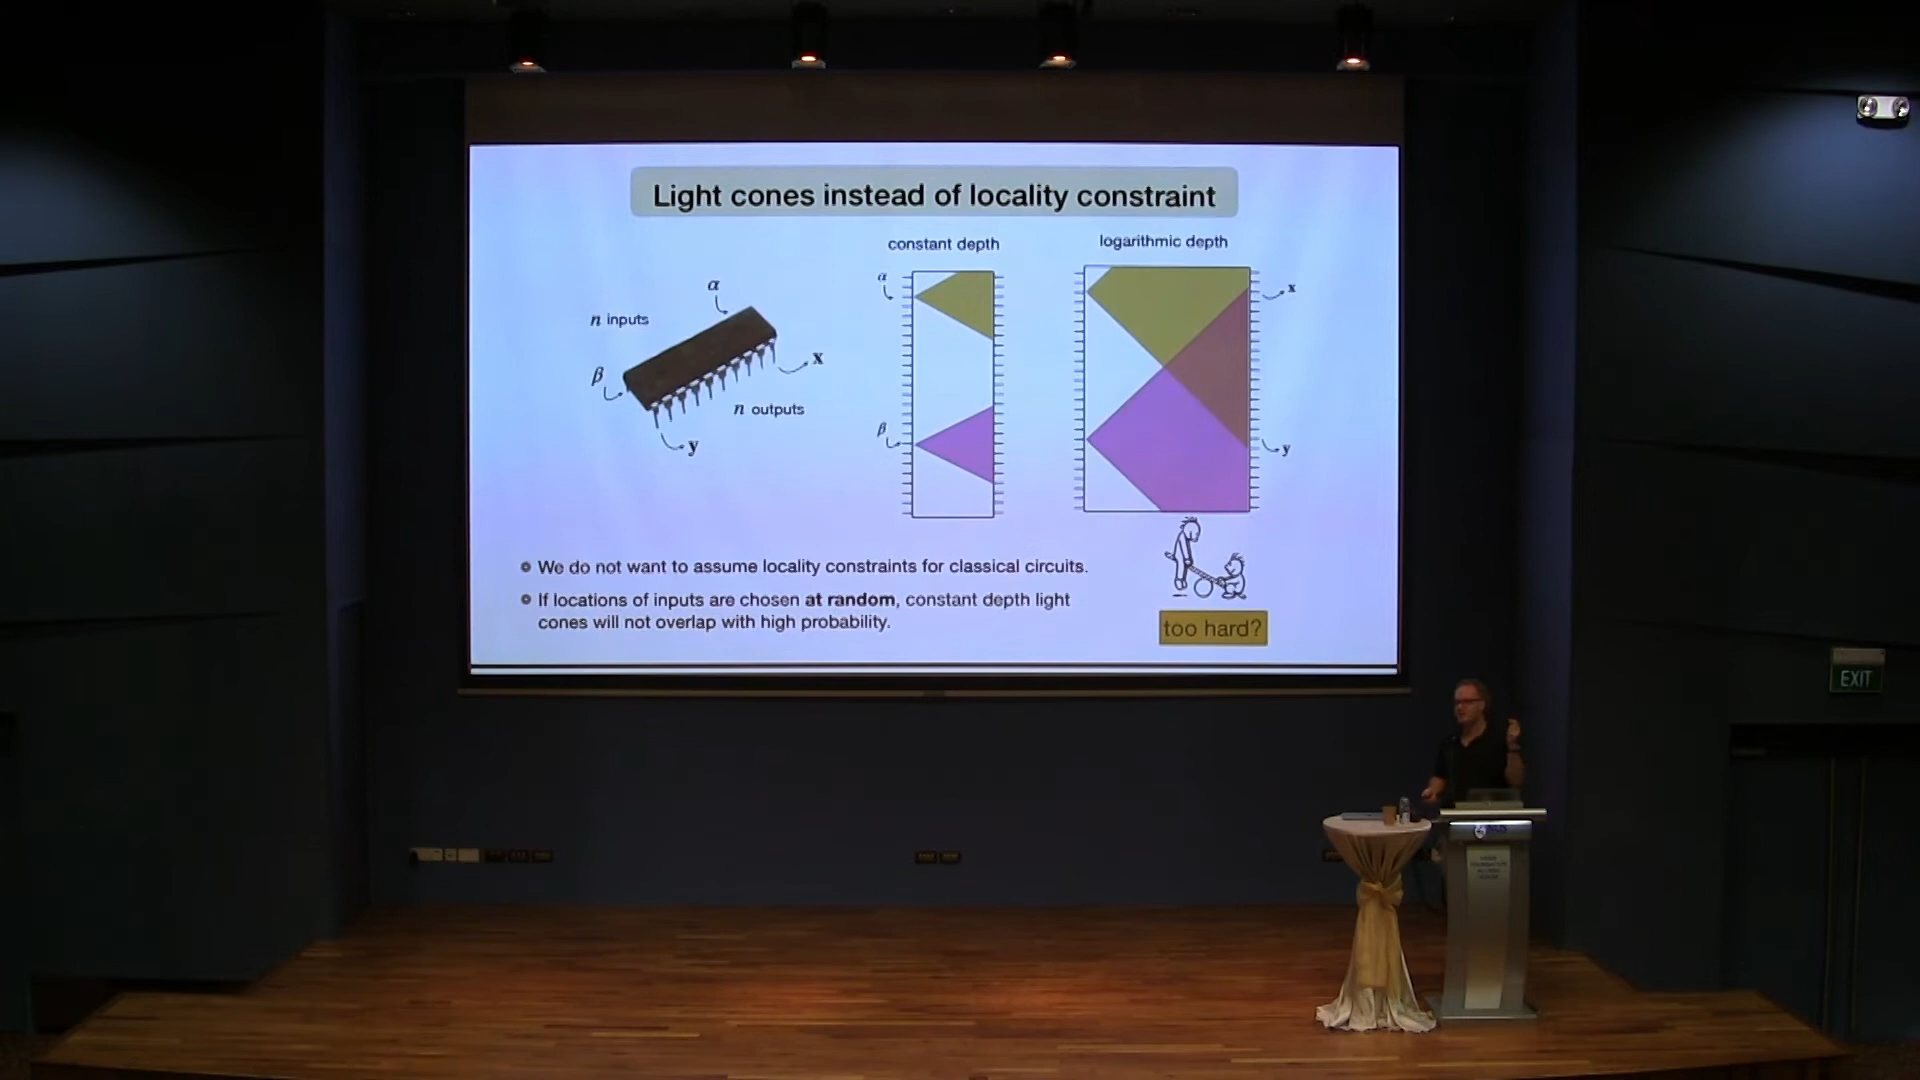 Light cones instead of locality constraint
constant depth
logarithmic depth
α
n inputs
β
x
n outputs
y
α
β
x
y
We do not want to assume locality constraints for classical circuits.
If locations of inputs are chosen at random, constant depth light
cones will not overlap with high probability.
too hard?
EXIT